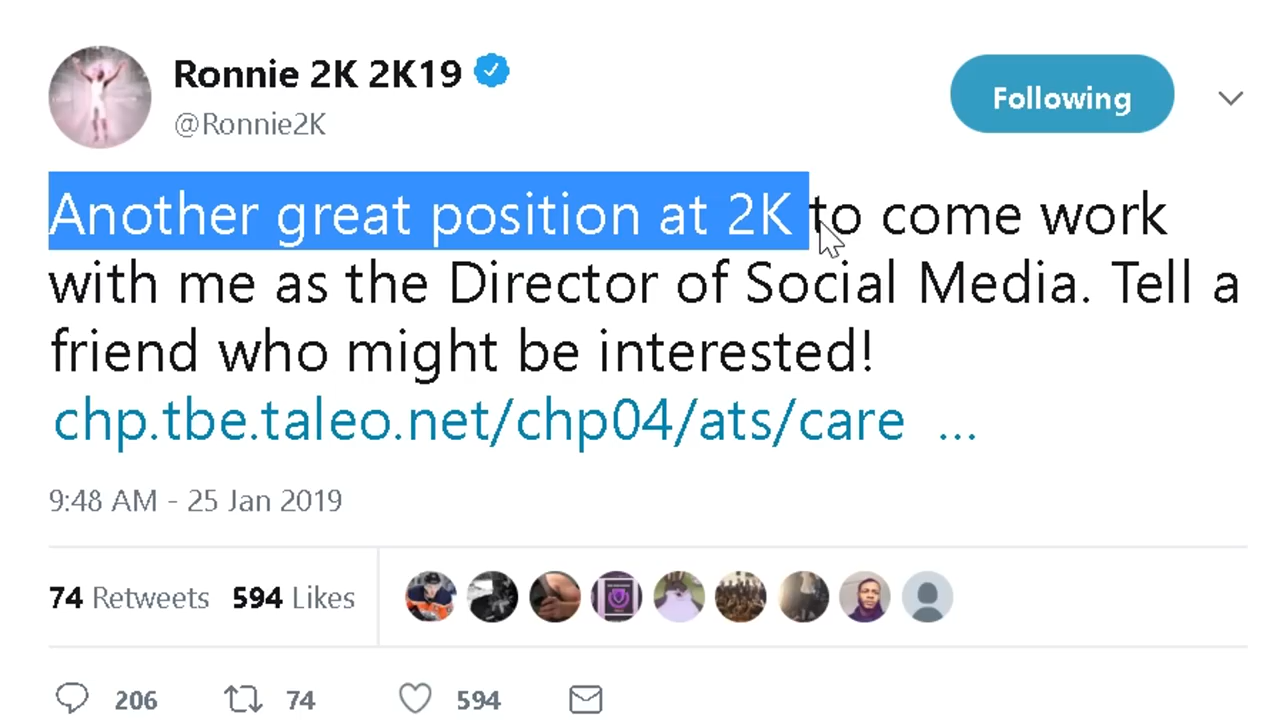 Ronnie 2K 2K19
@Ronnie2K
Following
Another great position at 2K to come work
with me as the Director of Social Media. Tell a
friend who might be interested!
chp.tbe.taleo.net/chp04/ats/care ...
9:48 AM - 25 Jan 2019
74 Retweets 594 Likes
206 74 594